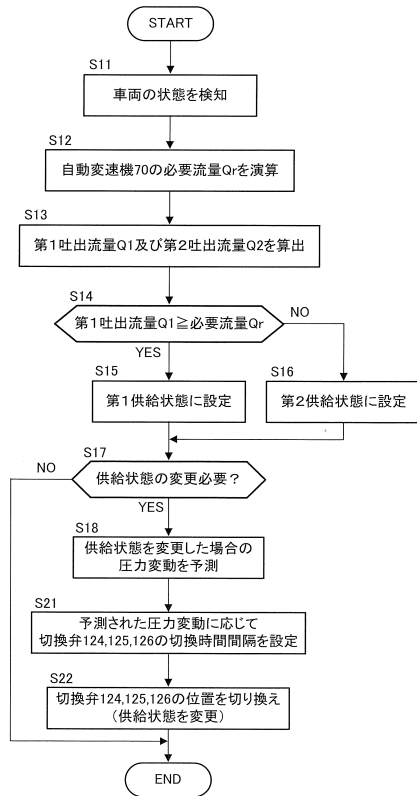 START
S11
車両の状態を検知
S12
自動変速機70の必要流量Qrを演算
S13
第1吐出流量Q1及び第2吐出流量Q2を算出
S14
第1吐出流量Q1≧必要流量Qr
NO
YES
S15
第1供給状態に設定
S16
第2供給状態に設定
S17
NO
供給状態の変更必要？
YES
S18
供給状態を変更した場合の
圧力変動を予測
S21
予測された圧力変動に応じて
切換弁124,125,126の切換時間間隔を設定
S22
切換弁124,125,126の位置を切り換え
（供給状態を変更）
END